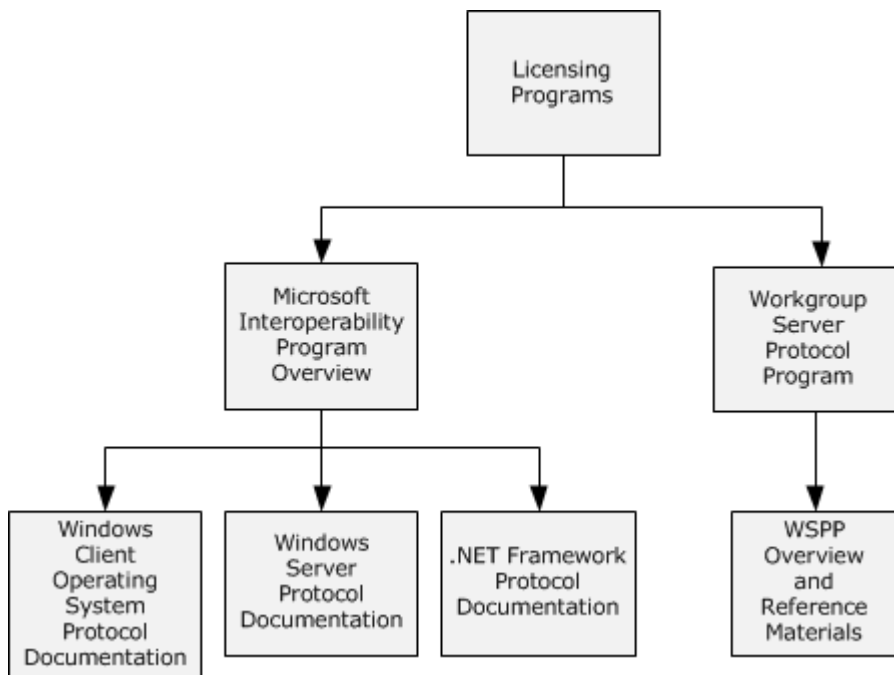 Licensing
Programs
Microsoft
Interoperability
Program
Overview
Workgroup
Server
Protocol
Program
Windows
Client
Operating
System
Protocol
Documentation
Windows
Server
Protocol
Documentation
.NET Framework
Protocol
Documentation
WSPP
Overview
and
Reference
Materials